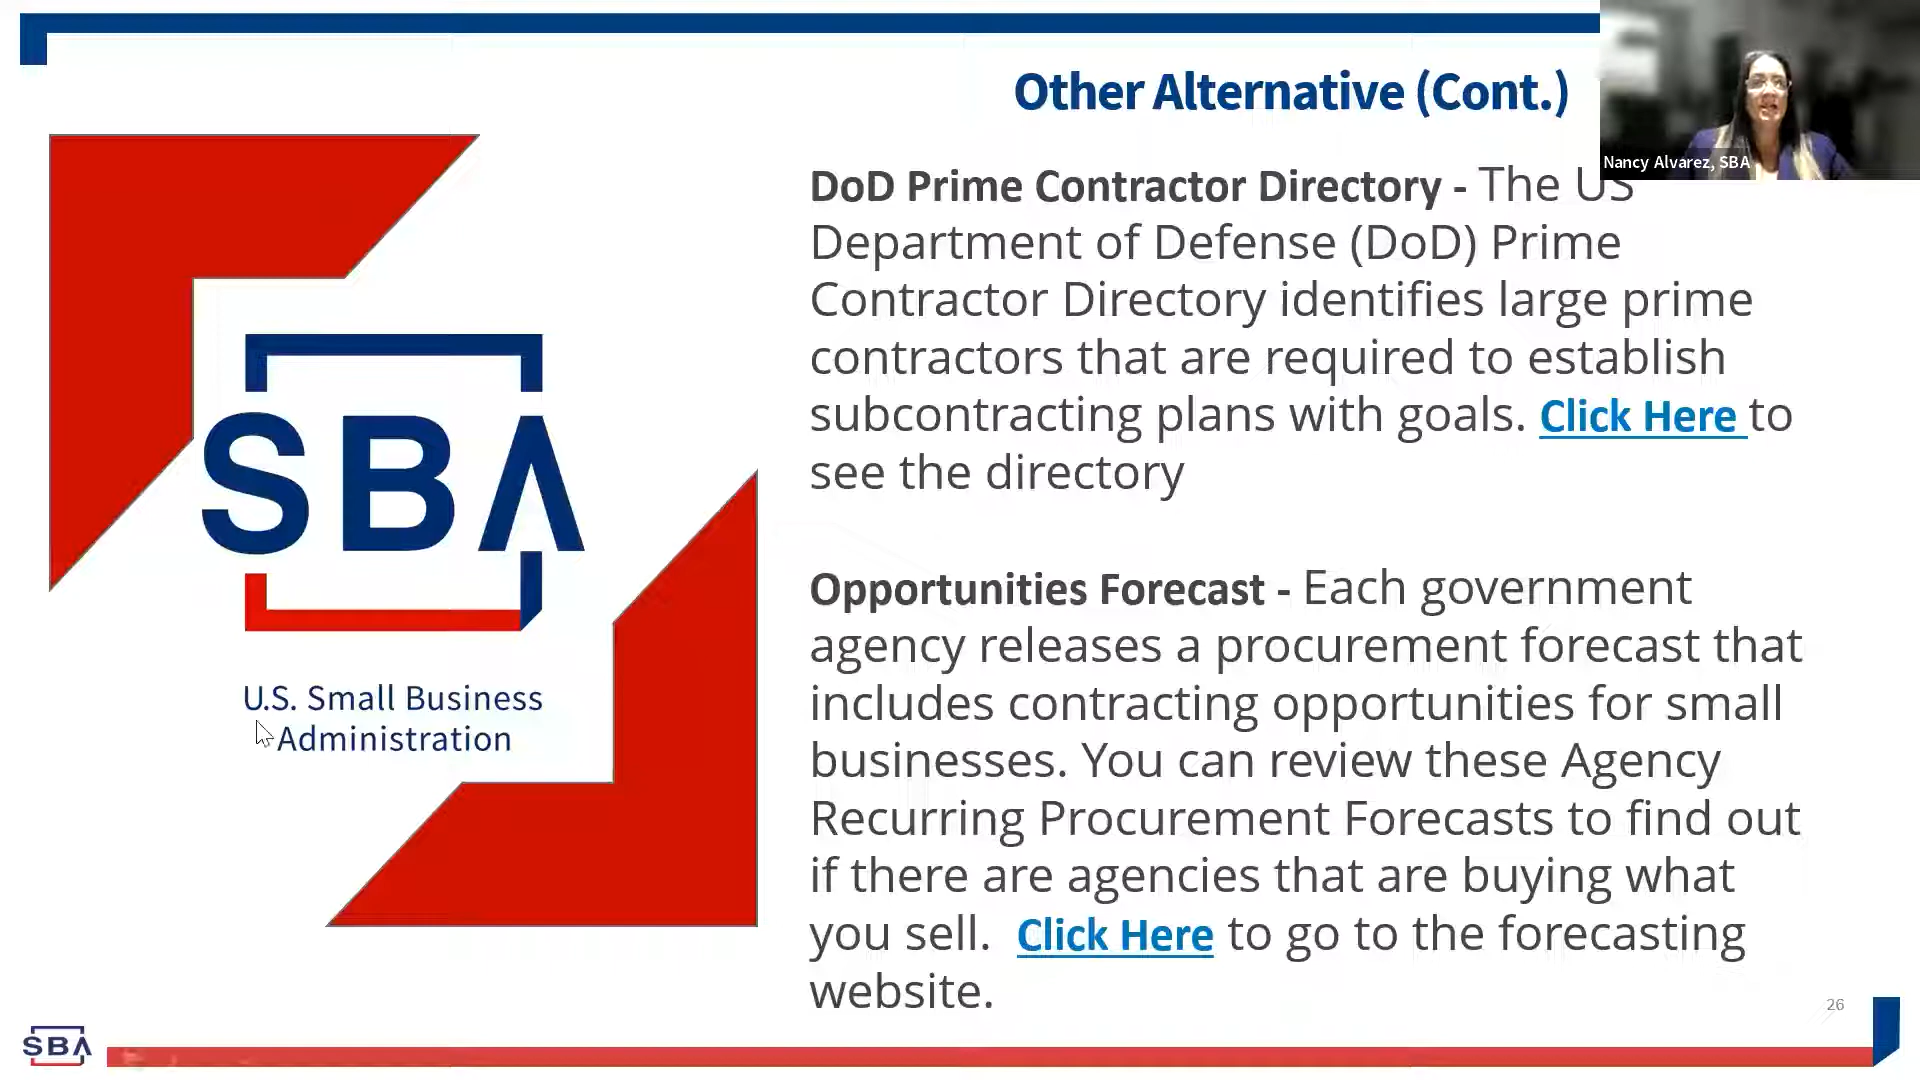 Other Alternative (Cont.)
Nancy Alvarez, SBA
DoD Prime Contractor Directory - The US
Department of Defense (DoD) Prime
Contractor Directory identifies large prime
contractors that are required to establish
subcontracting plans with goals. Click Here to
see the directory
SBA
U.S. Small Business
Administration
Opportunities Forecast - Each government
agency releases a procurement forecast that
includes contracting opportunities for small
businesses. You can review these Agency
Recurring Procurement Forecasts to find out
if there are agencies that are buying what
you sell. Click Here to go to the forecasting
website.
26
SBA